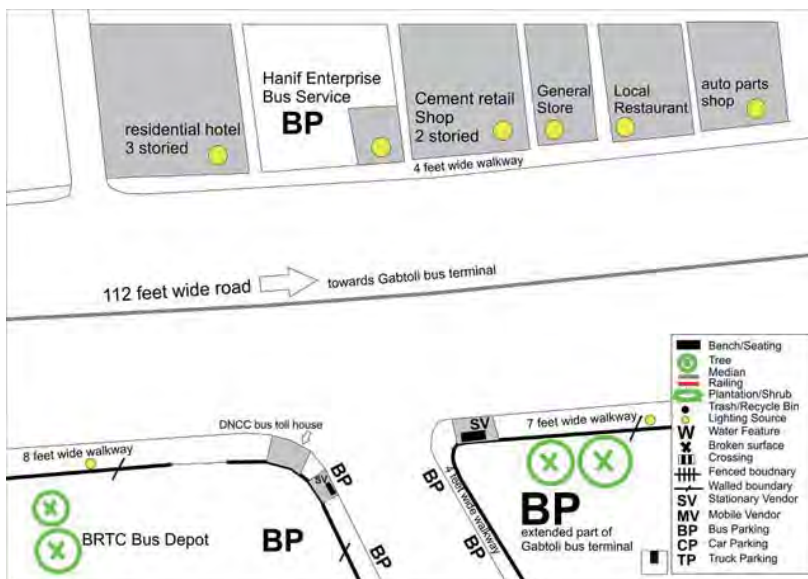 residential hotel
3 storied
Hanif Enterprise
Bus Service
BP
Cement retail
Shop
2 storied
General
Store
Local
Restaurant
auto parts
shop
4 feet wide walkway
112 feet wide road
towards Gabtoli bus terminal
DNCC bus toll house
8 feet wide walkway
SV
BP
BP
BP
BRTC Bus Depot
SV
7 feet wide walkway
4 feet wide walkway
BP
BP
BP
extended part of
Gabtoli bus terminal
Bench/Seating
Tree
Median
Railing
Plantation/Shrub
Trash/Recycle Bin
Lighting Source
W Water Feature
Broken surface
Crossing
Fenced boudnary
Walled boundary
SV Stationary Vendor
MV Mobile Vendor
BP Bus Parking
CP Car Parking
TP Truck Parking